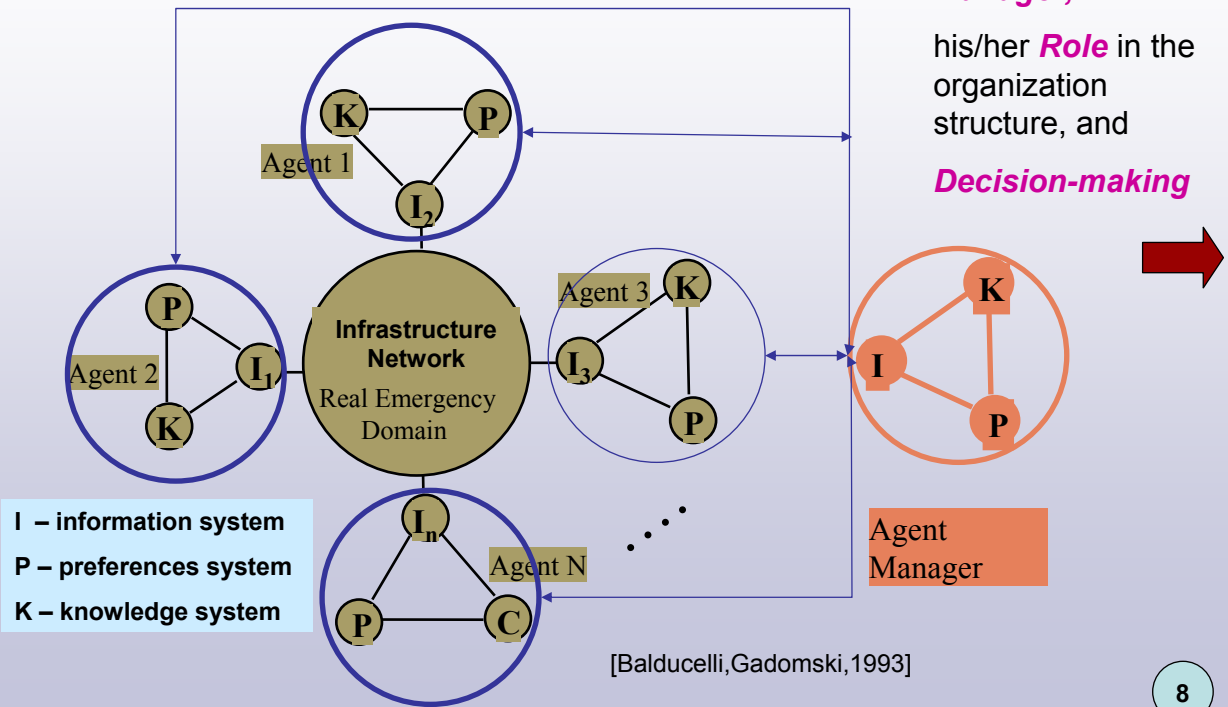 his/her Role in the
organization
structure, and
Decision-making
K
P
Agent 1
I2
P
Agent 2
I1
K
Infrastructure
Network
Real Emergency
Domain
Agent 3
K
I3
P
K
I
P
Agent
Manager
In
Agent N
P
C
I – information system
P – preferences system
K – knowledge system
[Balducelli,Gadomski,1993]
8